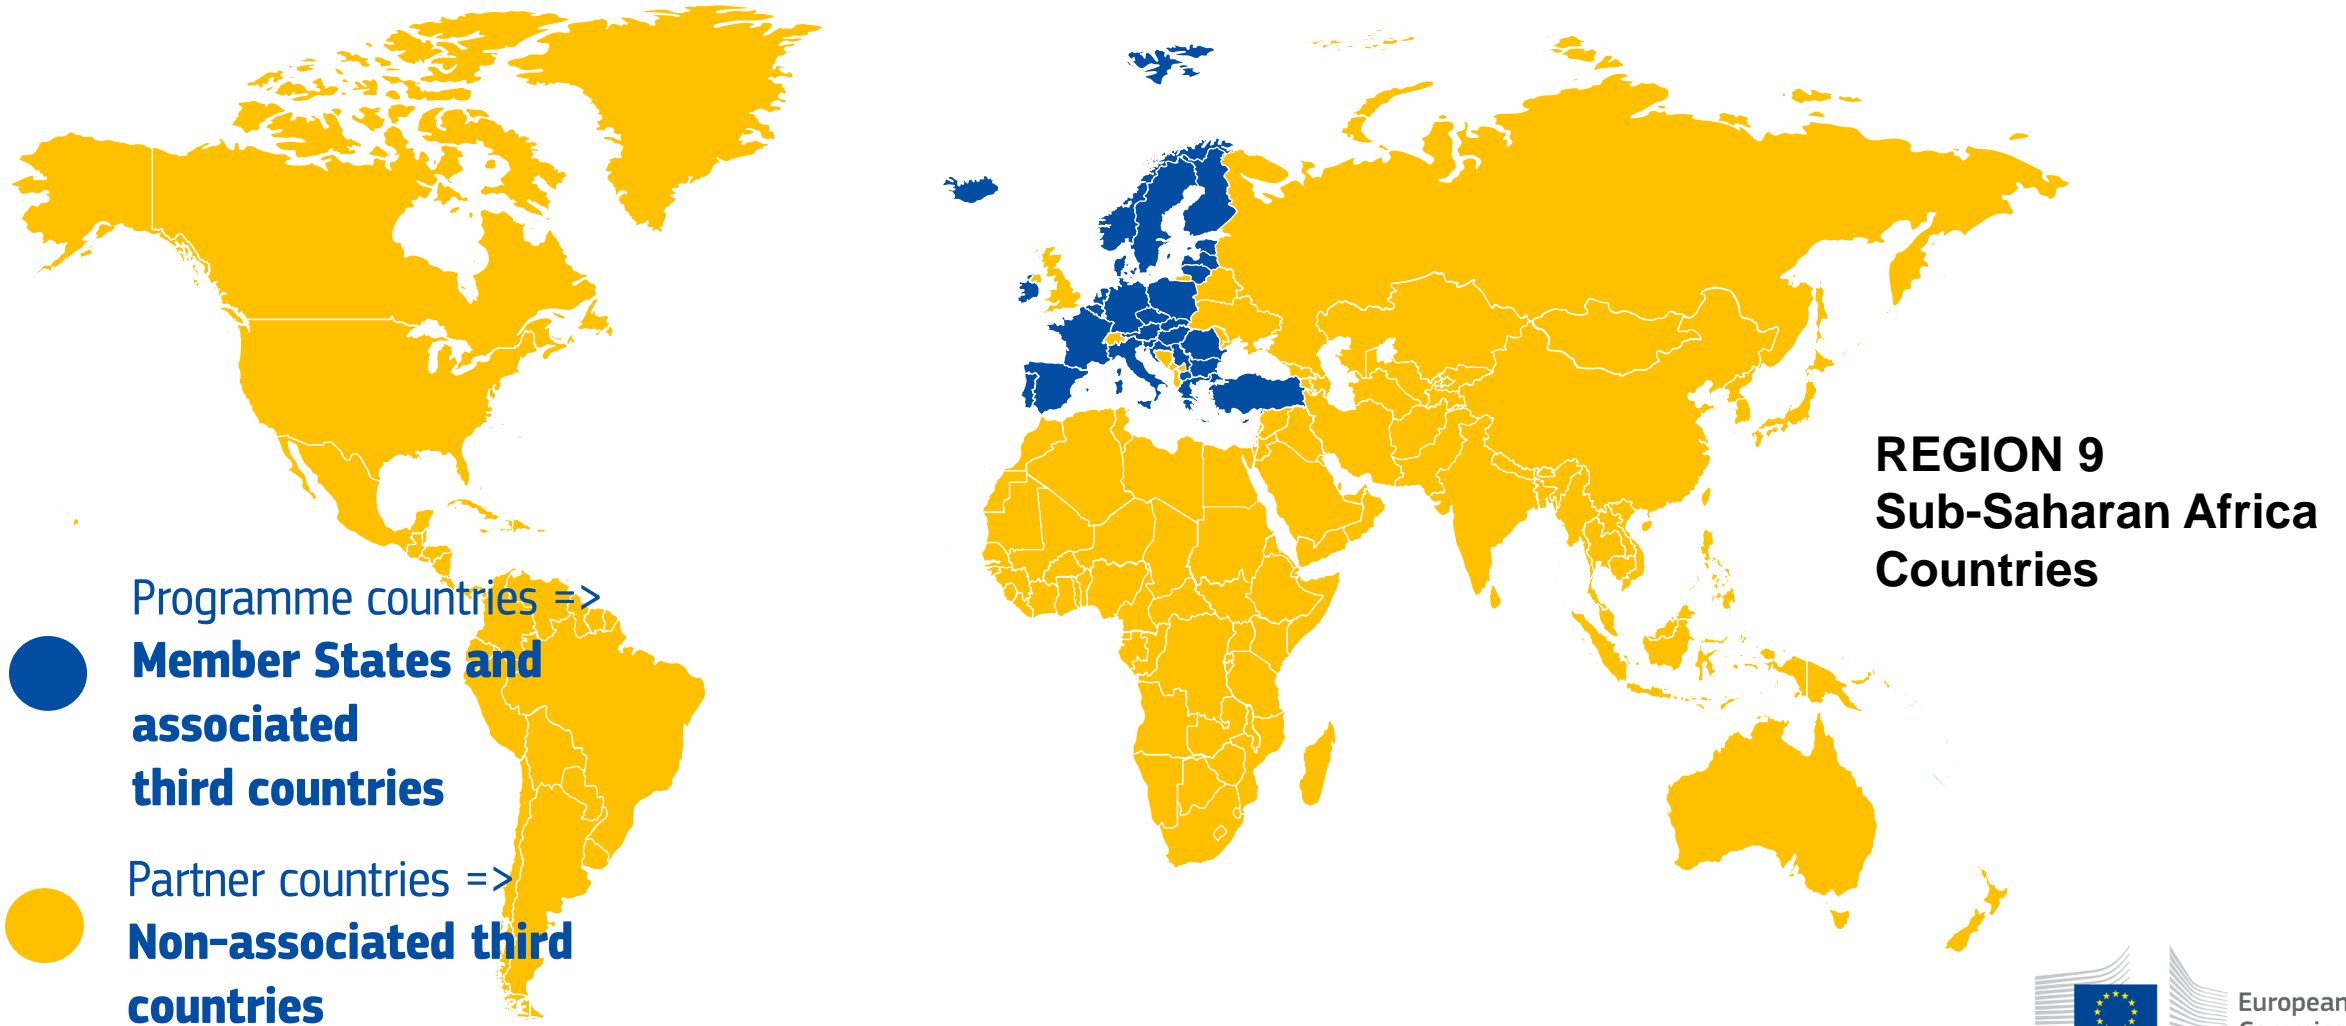 REGION 9
Sub-Saharan Africa
Countries
Programme countries =>
Member States and
associated
third countries
Partner countries =>
Non-associated third
countries
European